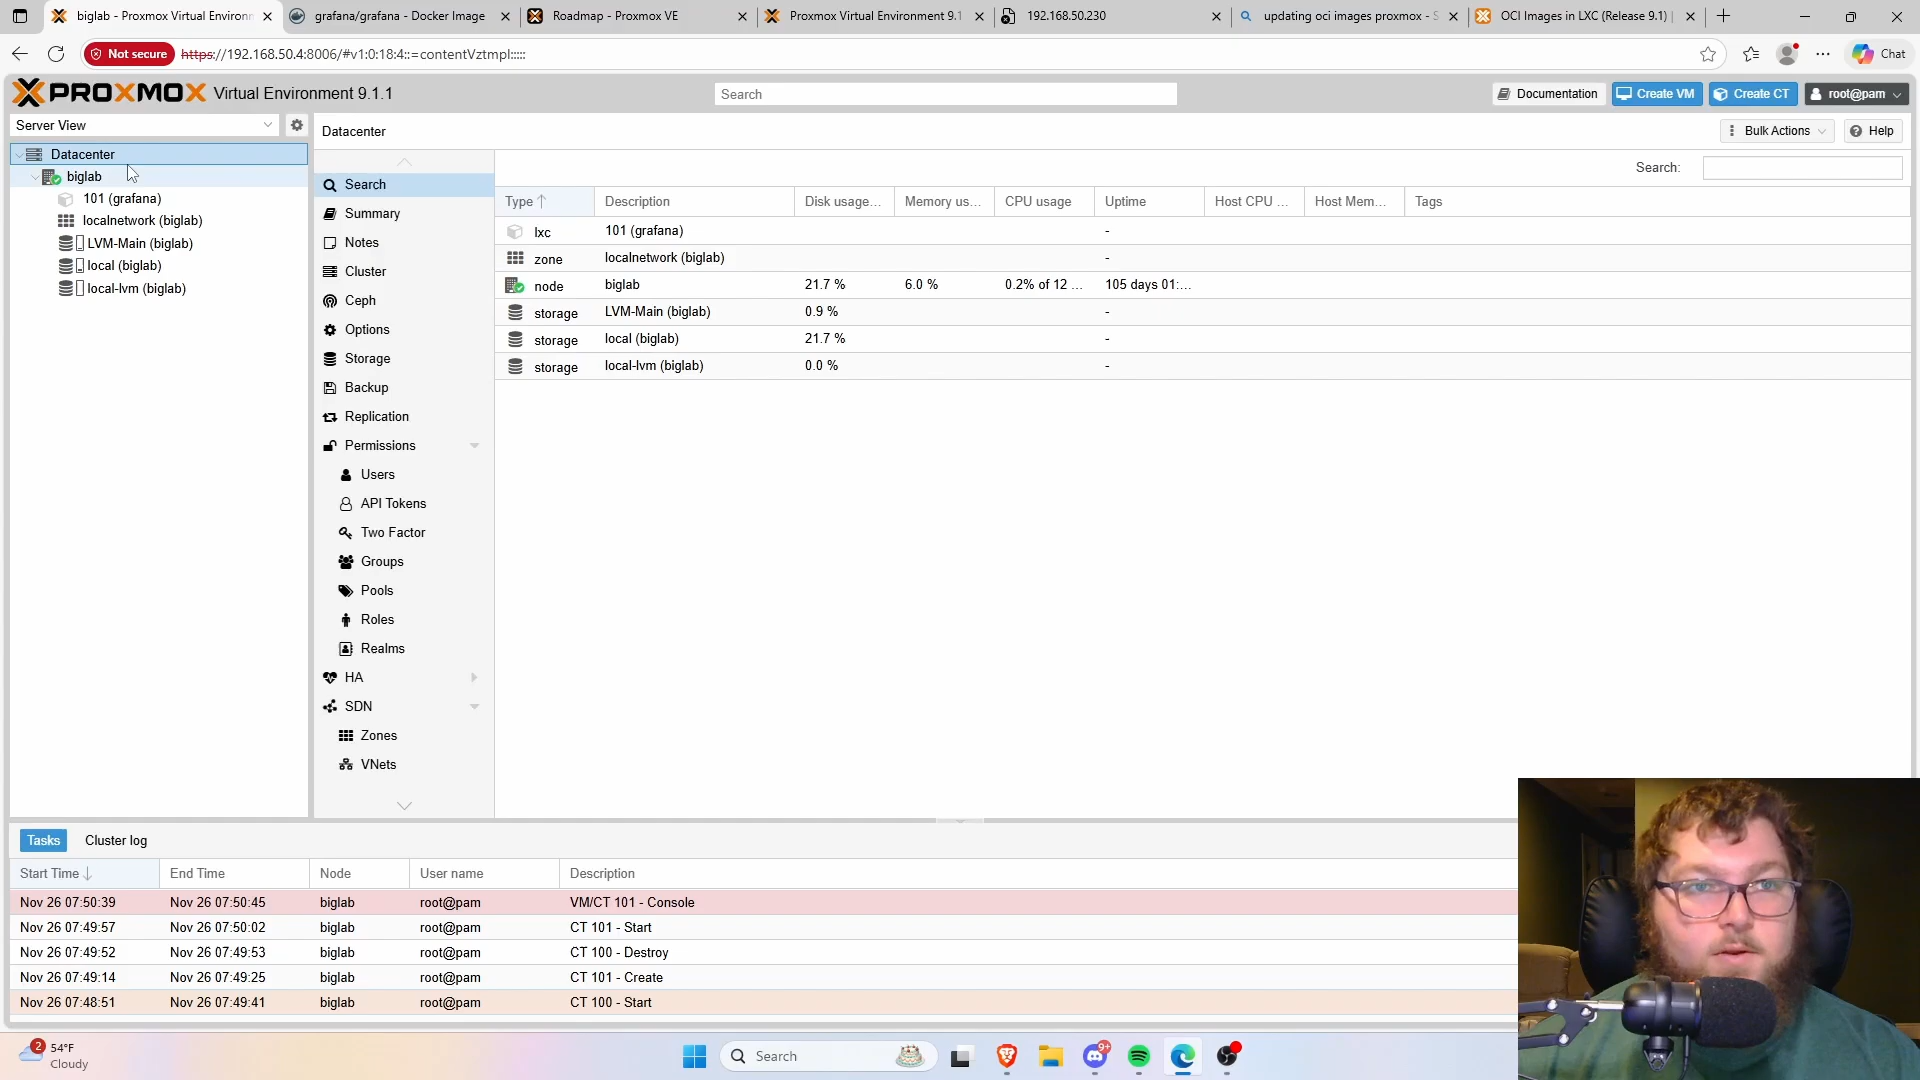 biglab - Proxmox Virtual Environm
grafana/grafana - Docker Image
Roadmap - Proxmox VE
Proxmox Virtual Environment 9.1
192.168.50.230
updating oci images proxmox - S
OCI Images in LXC (Release 9.1) |
Not secure
https://192.168.50.4:8006/#v1:0:18:4::=contentVztmpl:::::
Chat
PROXMOX Virtual Environment 9.1.1
Search
Documentation
Create VM
Create CT
root@pam
Server View
Datacenter
Bulk Actions
Help
Datacenter
biglab
101 (grafana)
localnetwork (biglab)
LVM-Main (biglab)
local (biglab)
local-lvm (biglab)
Search
Summary
Notes
Cluster
Ceph
Options
Storage
Backup
Replication
Permissions
Users
API Tokens
Two Factor
Groups
Pools
Roles
Realms
HA
SDN
Zones
VNets
Search:
Type Description Disk usage... Memory us... CPU usage Uptime Host CPU ... Host Mem... Tags
lxc 101 (grafana) -
zone localnetwork (biglab) -
node biglab 21.7 % 6.0 % 0.2% of 12 ... 105 days 01:...
storage LVM-Main (biglab) 0.9 % -
storage local (biglab) 21.7 % -
storage local-lvm (biglab) 0.0 % -
Tasks Cluster log
Start Time End Time Node User name Description
Nov 26 07:50:39 Nov 26 07:50:45 biglab root@pam VM/CT 101 - Console
Nov 26 07:49:57 Nov 26 07:50:02 biglab root@pam CT 101 - Start
Nov 26 07:49:52 Nov 26 07:49:53 biglab root@pam CT 100 - Destroy
Nov 26 07:49:14 Nov 26 07:49:25 biglab root@pam CT 101 - Create
Nov 26 07:48:51 Nov 26 07:49:41 biglab root@pam CT 100 - Start
2
54°F
Cloudy
Search
9+